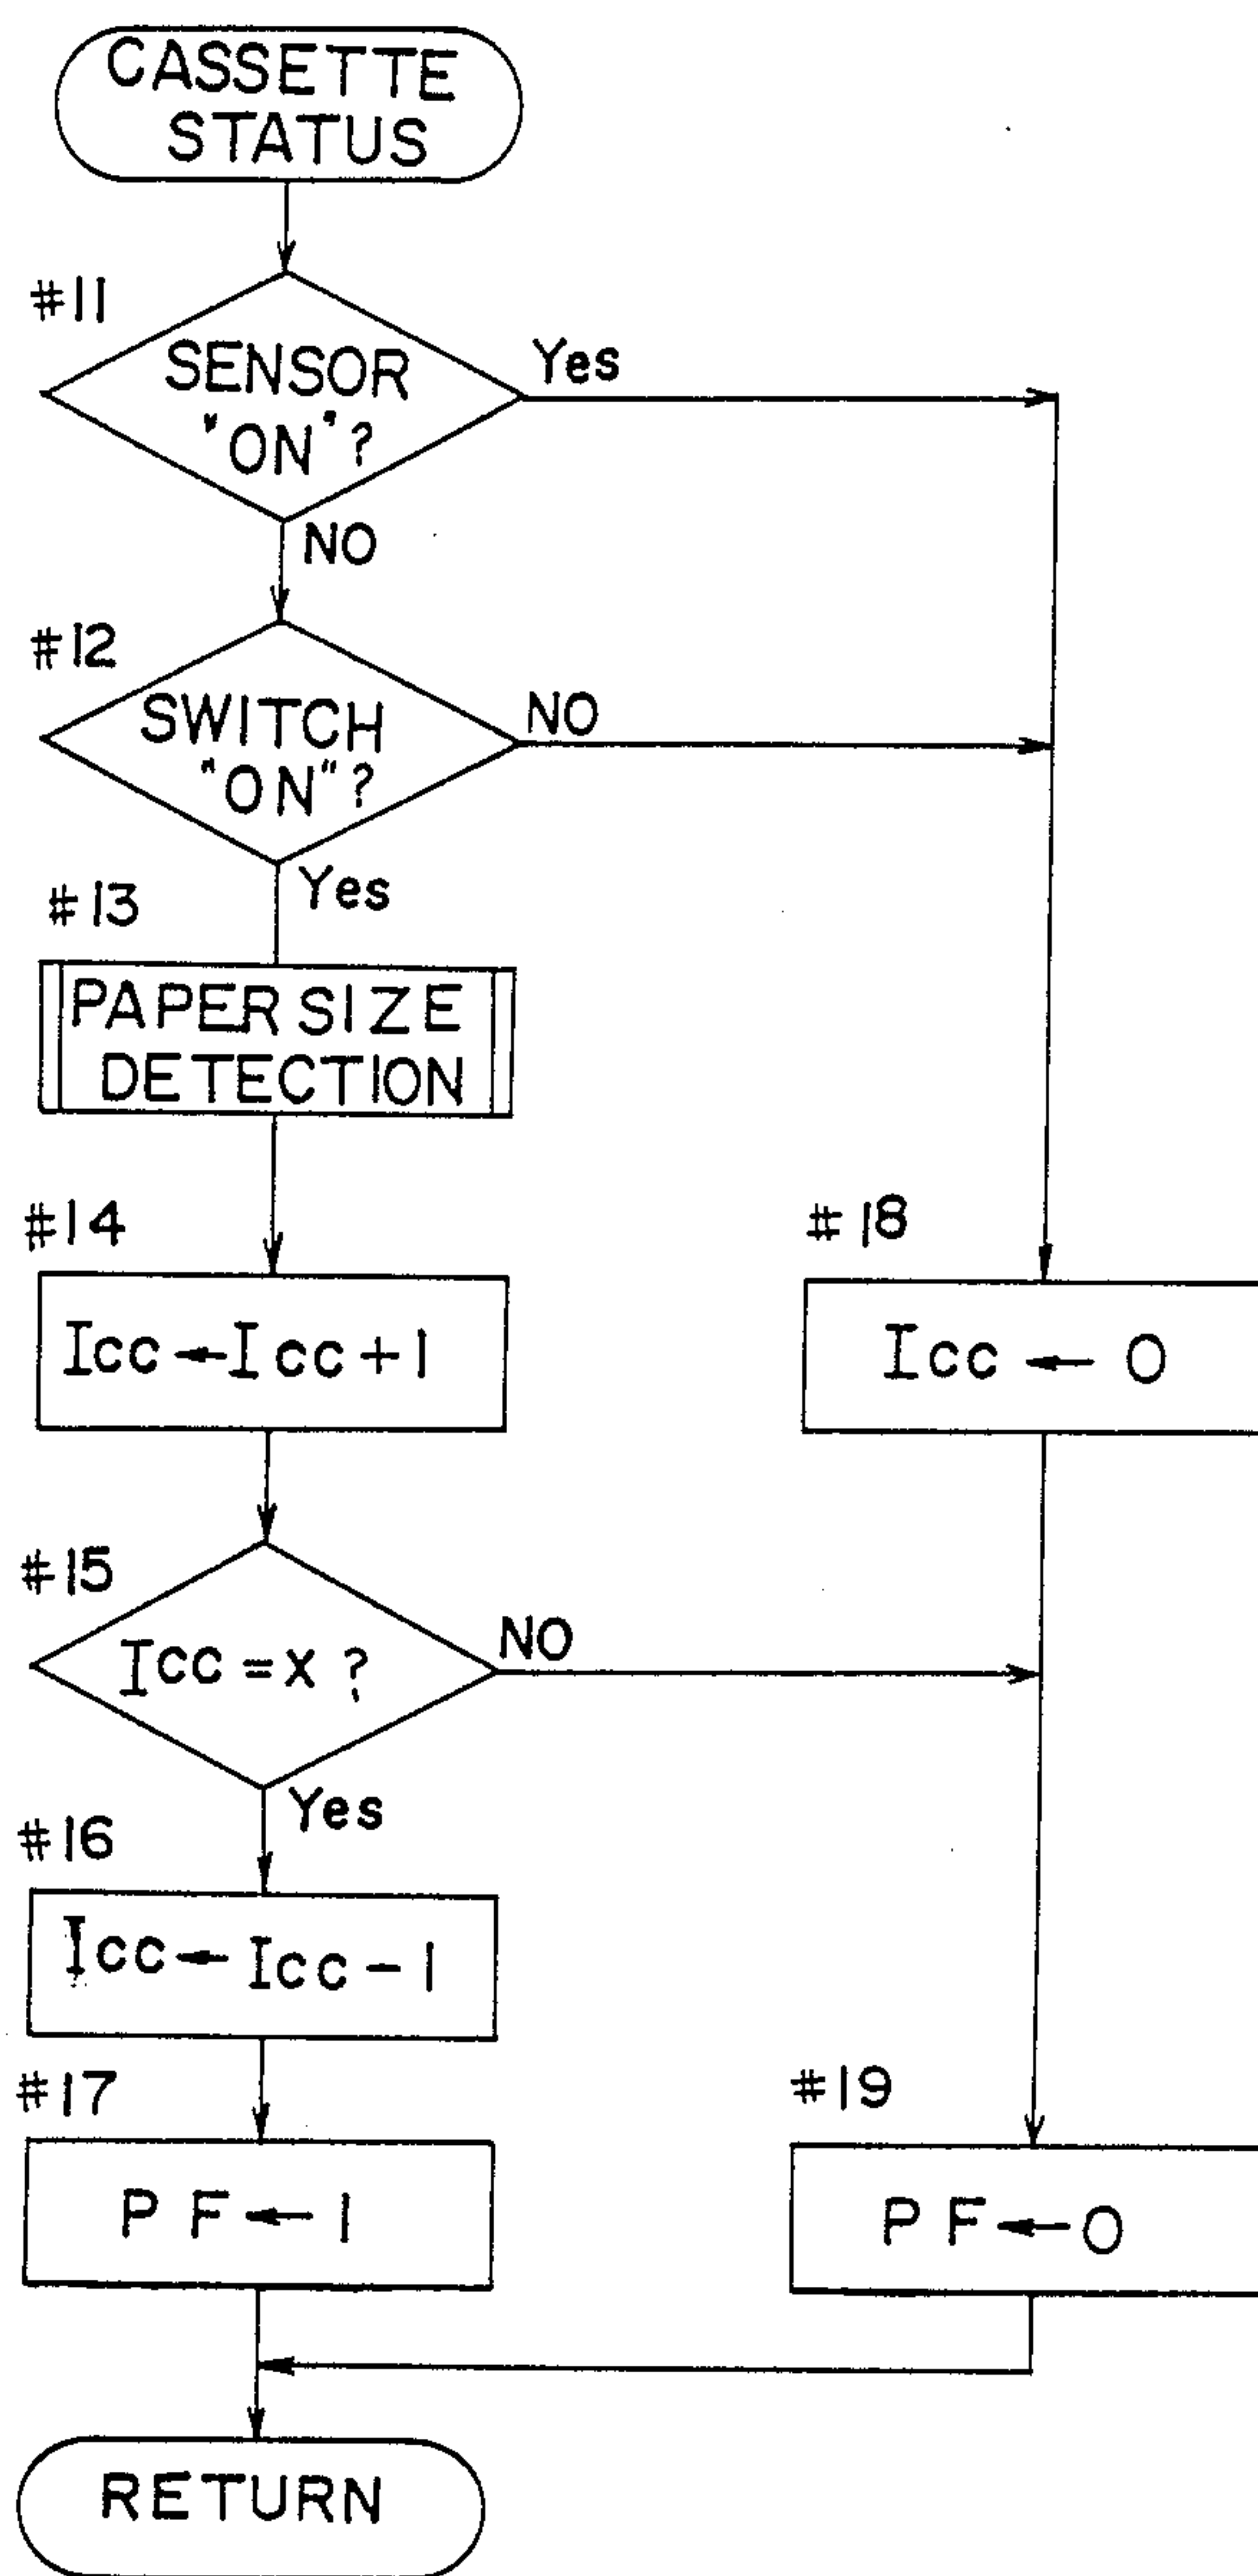 CASSETTE
STATUS
#11
SENSOR
"ON"?
Yes
NO
#12
SWITCH
"ON"?
NO
Yes
#13
PAPER SIZE
DETECTION
#14
Icc←Icc+1
#18
Icc ← 0
#15
Icc = x ?
NO
Yes
#16
Icc← Icc - 1
#17
PF←1
#19
PF←0
RETURN